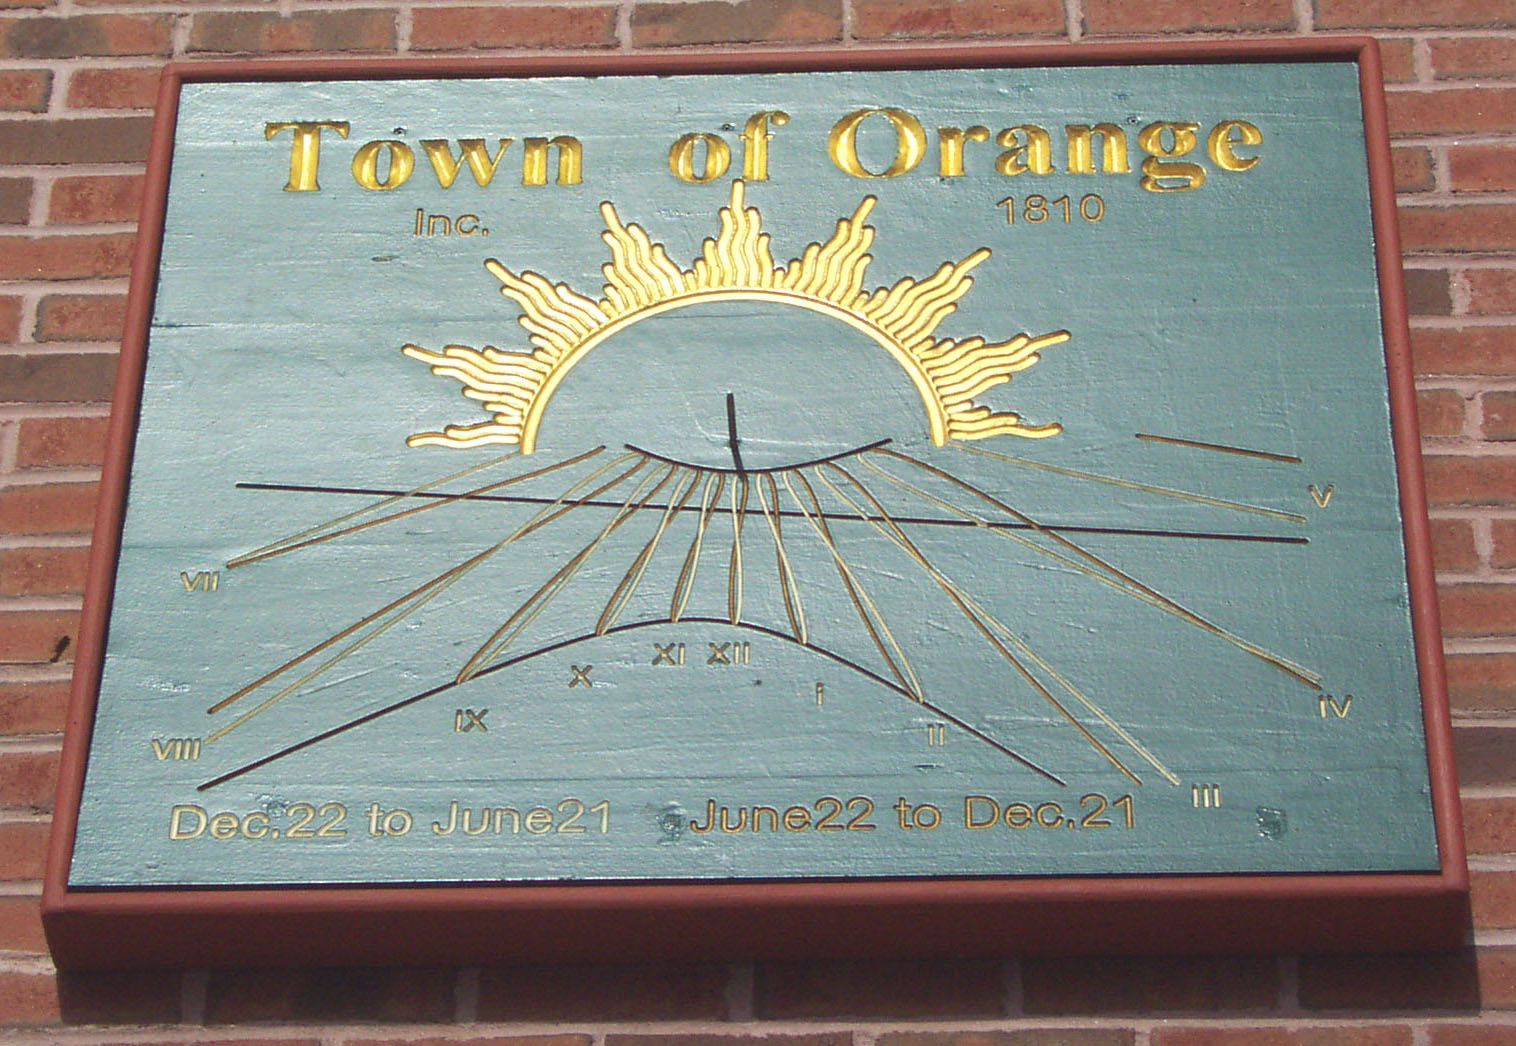 Town of Orange
Inc. 1810
V
VII
IV
XI XII
X
I
IX
II
VIII
III
Dec.22 to June21 June22 to Dec.21